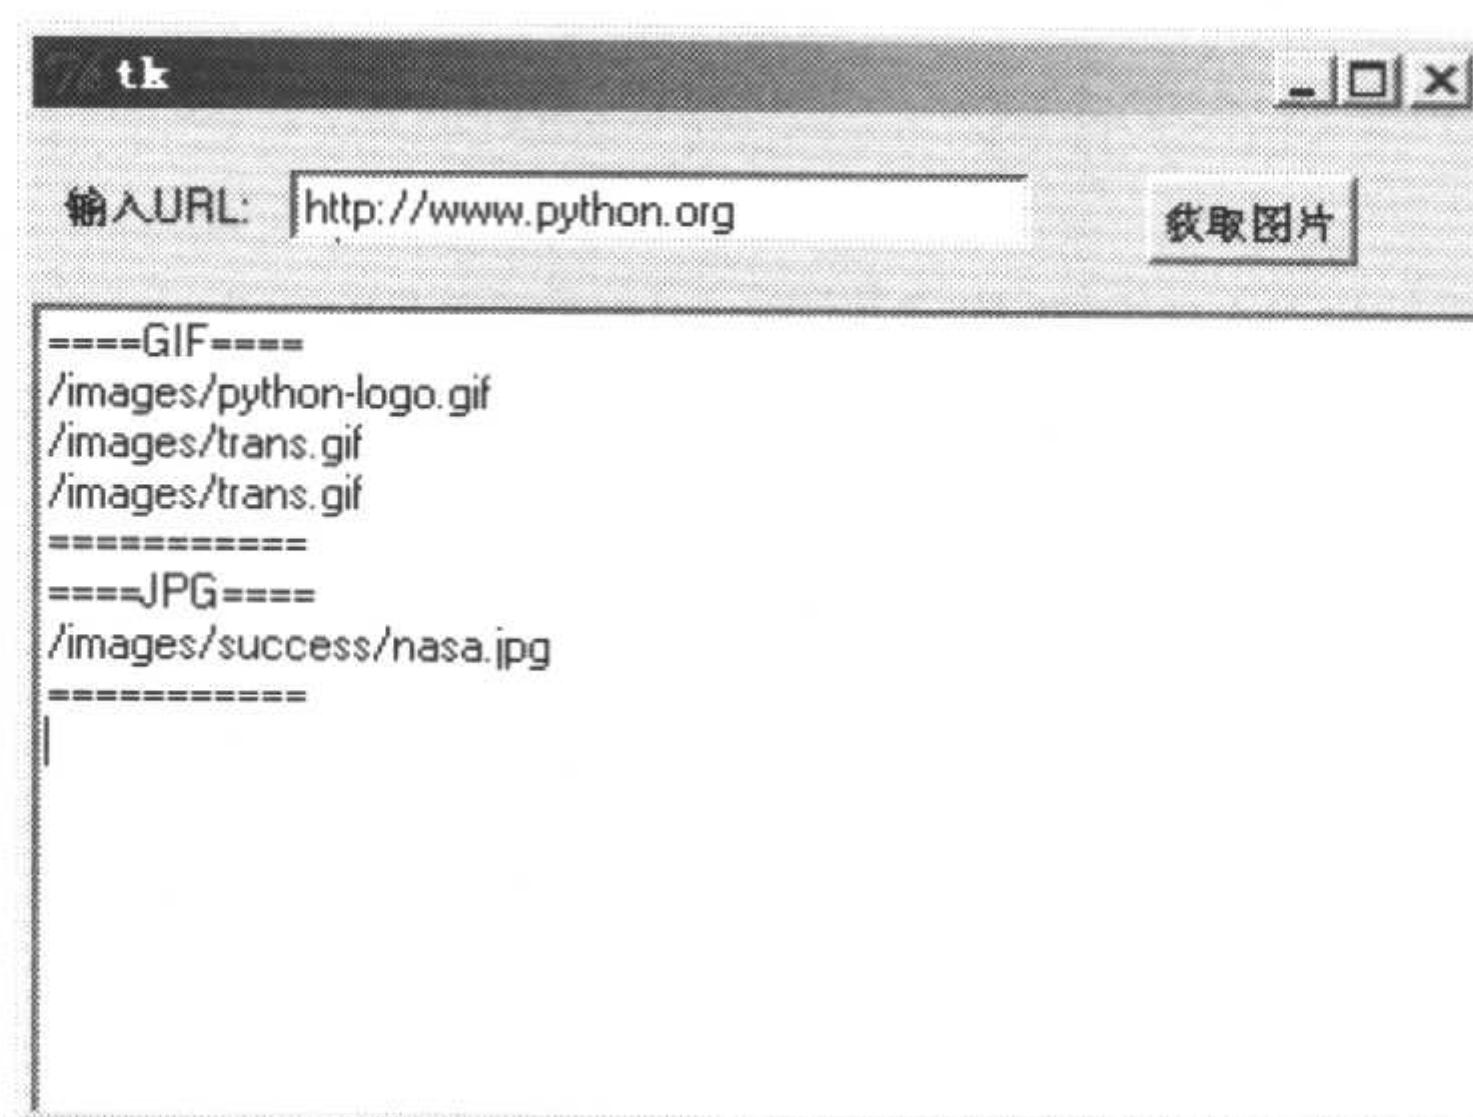 tk
输入URL: http://www.python.org 获取图片
====GIF====
/images/python-logo.gif
/images/trans.gif
/images/trans.gif
===========
====JPG====
/images/success/nasa.jpg
===========